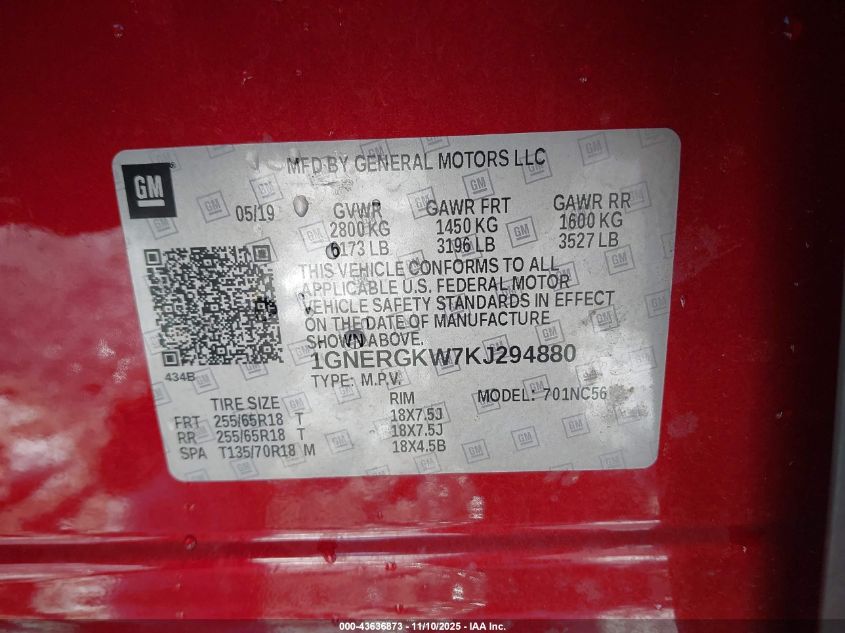 GM
MFD BY GENERAL MOTORS LLC
05/19 GVWR GAWR FRT GAWR RR
2800 KG 1450 KG 1600 KG
6173 LB 3196 LB 3527 LB
THIS VEHICLE CONFORMS TO ALL
APPLICABLE U.S. FEDERAL MOTOR
VEHICLE SAFETY STANDARDS IN EFFECT
ON THE DATE OF MANUFACTURE
SHOWN ABOVE.
1GNERGKW7KJ294880
434B
TYPE: M.P.V. MODEL: 701NC56
TIRE SIZE RIM
FRT 255/65R18 T 18X7.5J
RR 255/65R18 T 18X7.5J
SPA T135/70R18 M 18X4.5B
000-43636873 - 11/10/2025 - IAA Inc.